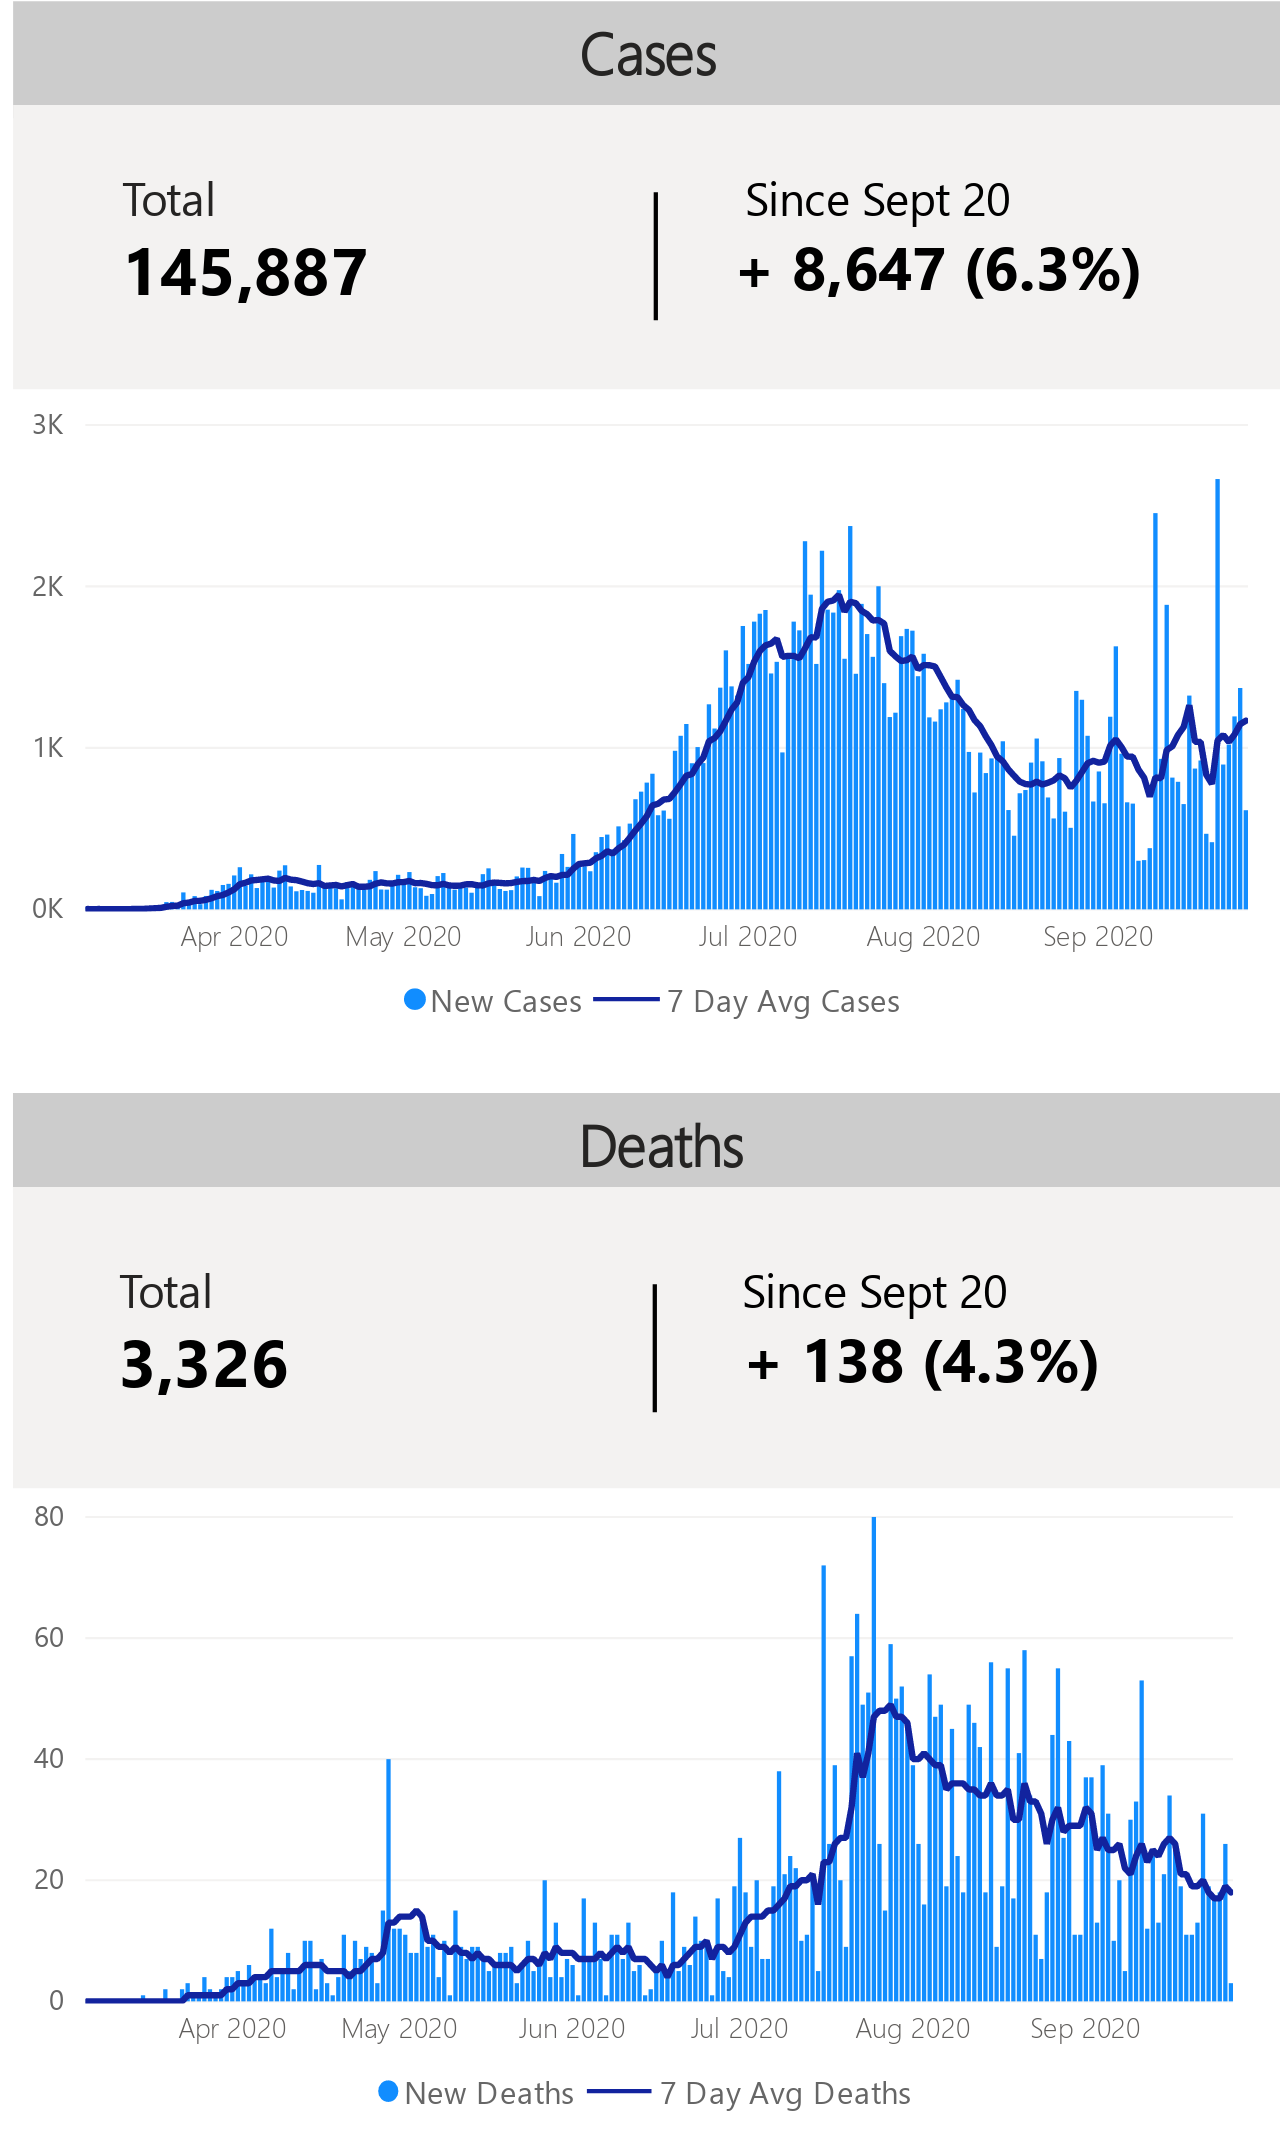 Cases
Total
145,887
Since Sept 20
+ 8,647 (6.3%)
3K
2K
1K
0K
Apr 2020 May 2020 Jun 2020 Jul 2020 Aug 2020 Sep 2020
New Cases 7 Day Avg Cases
Deaths
Total
3,326
Since Sept 20
+ 138 (4.3%)
80
60
40
20
0
Apr 2020 May 2020 Jun 2020 Jul 2020 Aug 2020 Sep 2020
New Deaths 7 Day Avg Deaths